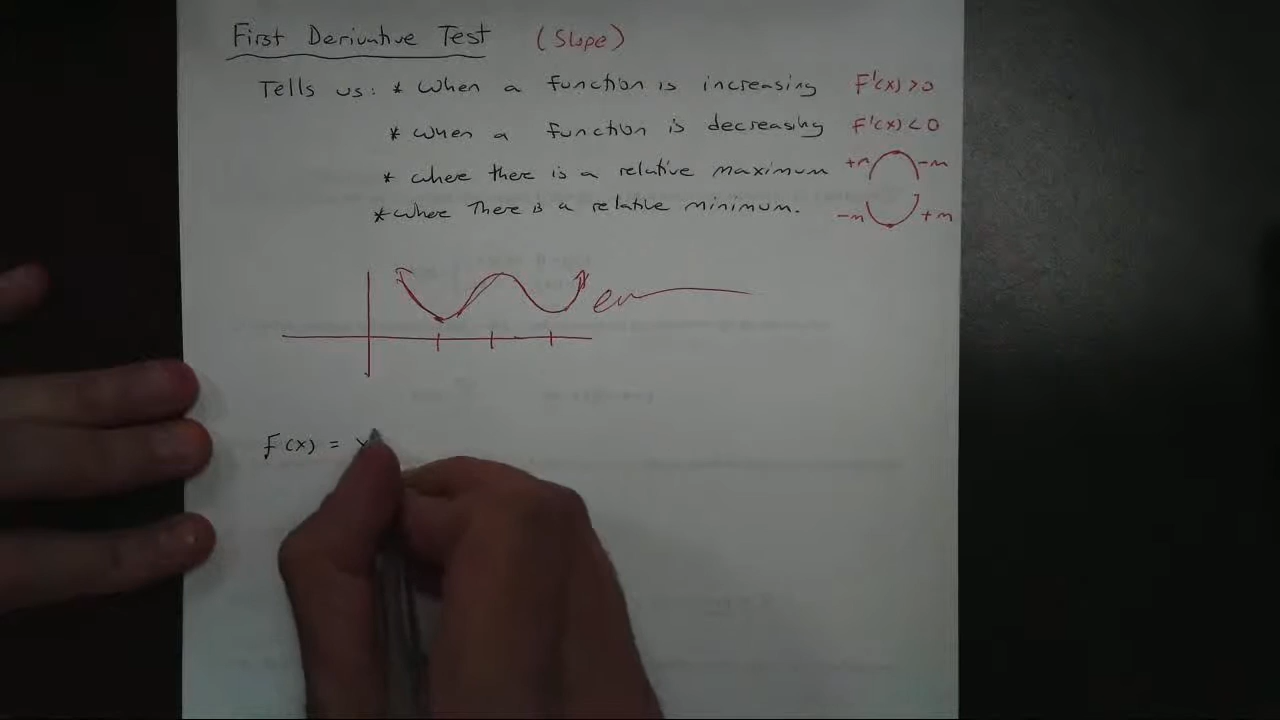 First Derivative Test (Slope)
Tells us: * When a function is increasing F'(x) > 0
* when a function is decreasing F'(x) < 0
* where there is a relative maximum +m -m
* where There is a relative minimum. -m +m
f(x) = x